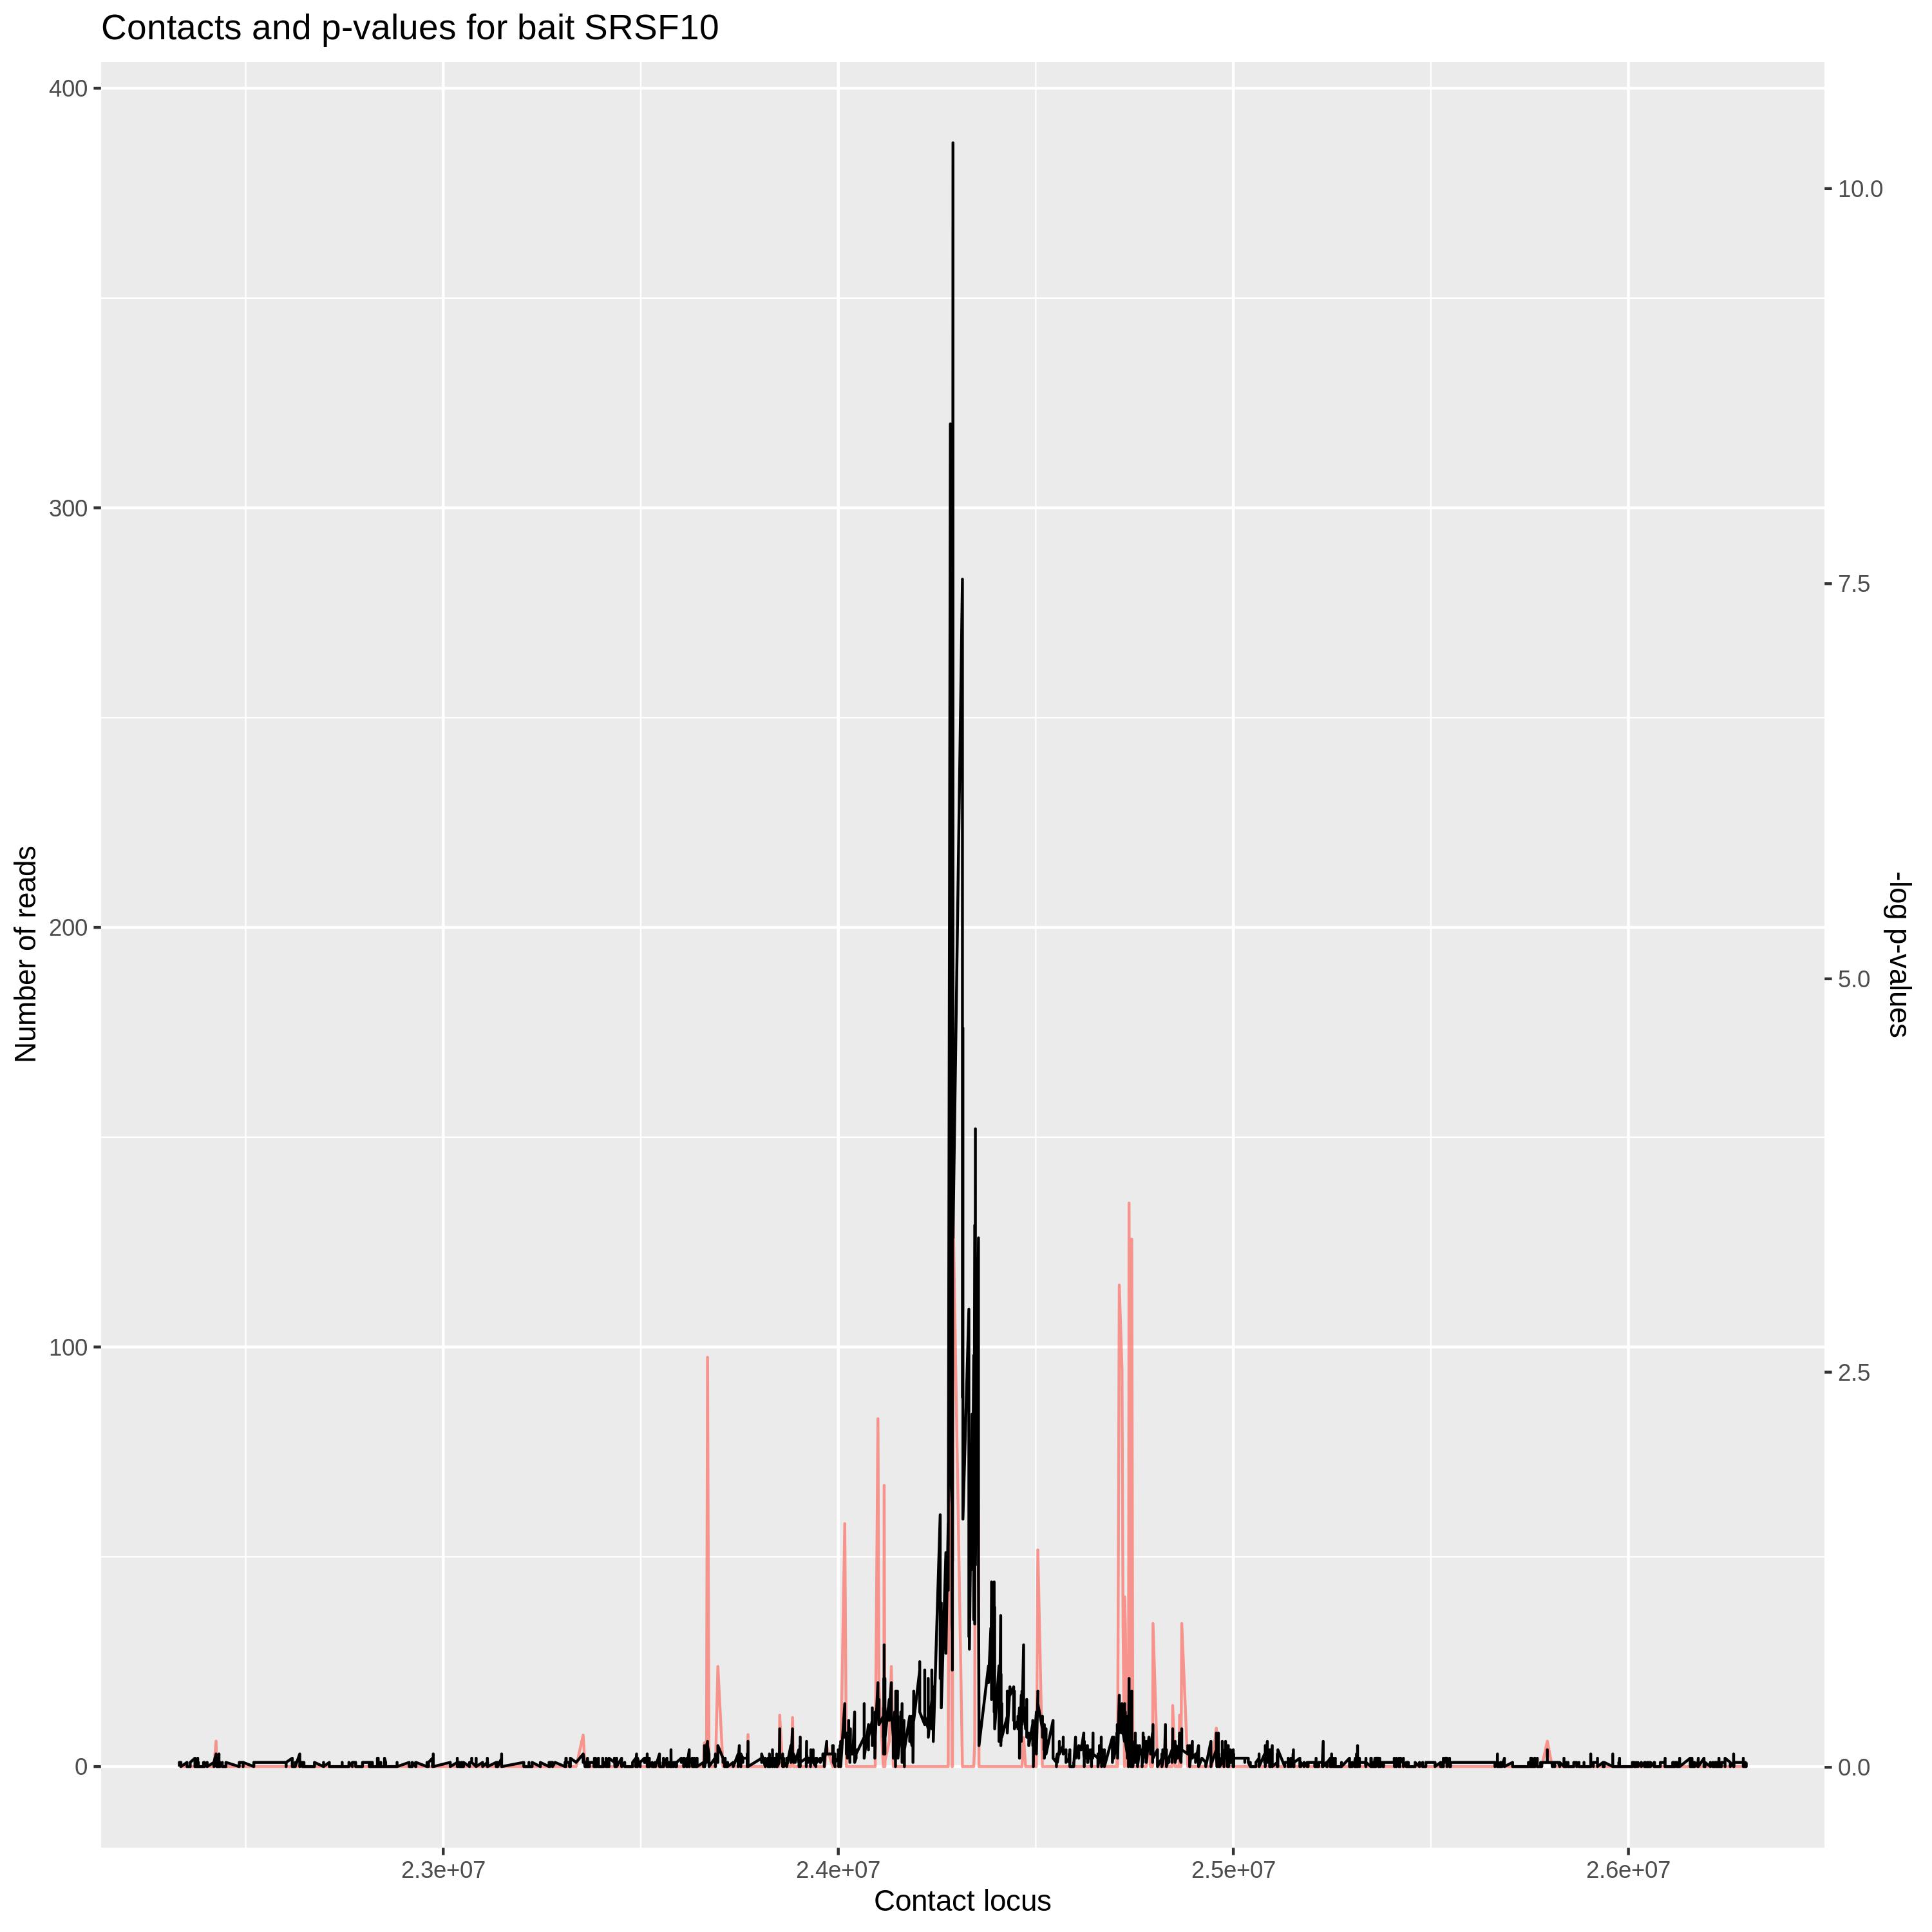 Contacts and p-values for bait SRSF10
Number of reads
400
300
200
100
0
10.0
7.5
5.0
2.5
0.0
-log p-values
2.3e+07
2.4e+07
2.5e+07
2.6e+07
Contact locus